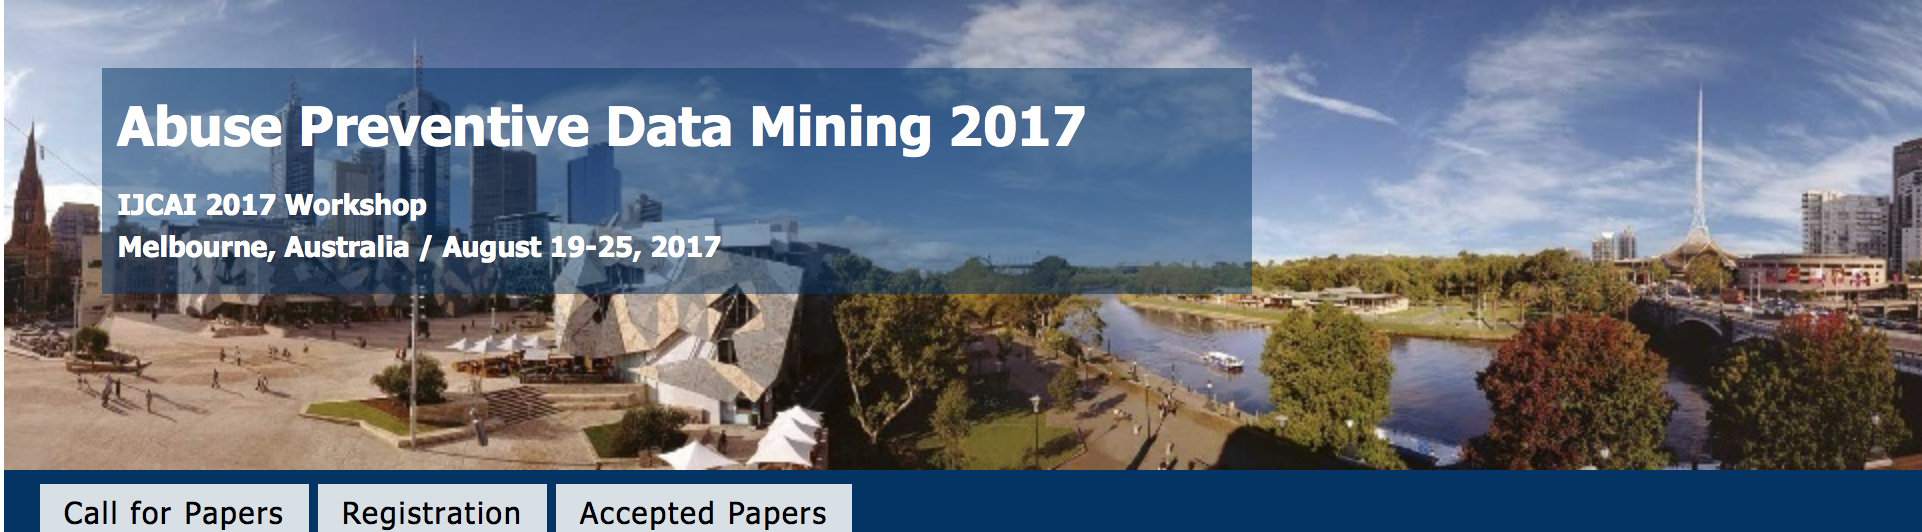 Abuse Preventive Data Mining 2017
IJCAI 2017 Workshop
Melbourne, Australia / August 19-25, 2017
Call for Papers
Registration
Accepted Papers